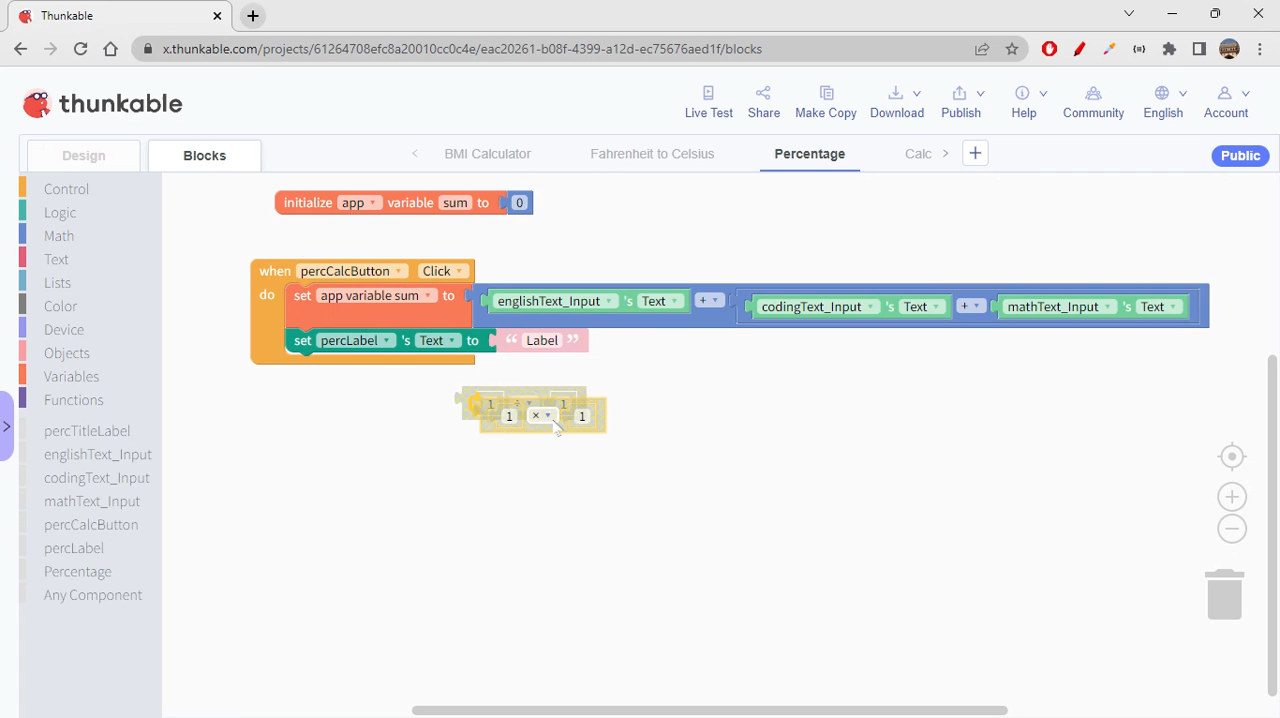 Thunkable
x.thunkable.com/projects/61264708efc8a20010cc0c4e/eac20261-b08f-4399-a12d-ec75676aed1f/blocks
thunkable
Live Test Share Make Copy Download Publish Help Community English Account
Design Blocks BMI Calculator Fahrenheit to Celsius Percentage Calc Public
Control
Logic
Math
Text
Lists
Color
Device
Objects
Variables
Functions
percTitleLabel
englishText_Input
codingText_Input
mathText_Input
percCalcButton
percLabel
Percentage
Any Component
initialize app variable sum to 0
when percCalcButton Click
do set app variable sum to englishText_Input 's Text + codingText_Input 's Text + mathText_Input 's Text
set percLabel 's Text to “ Label ”
1 ÷ 1
1 × 1